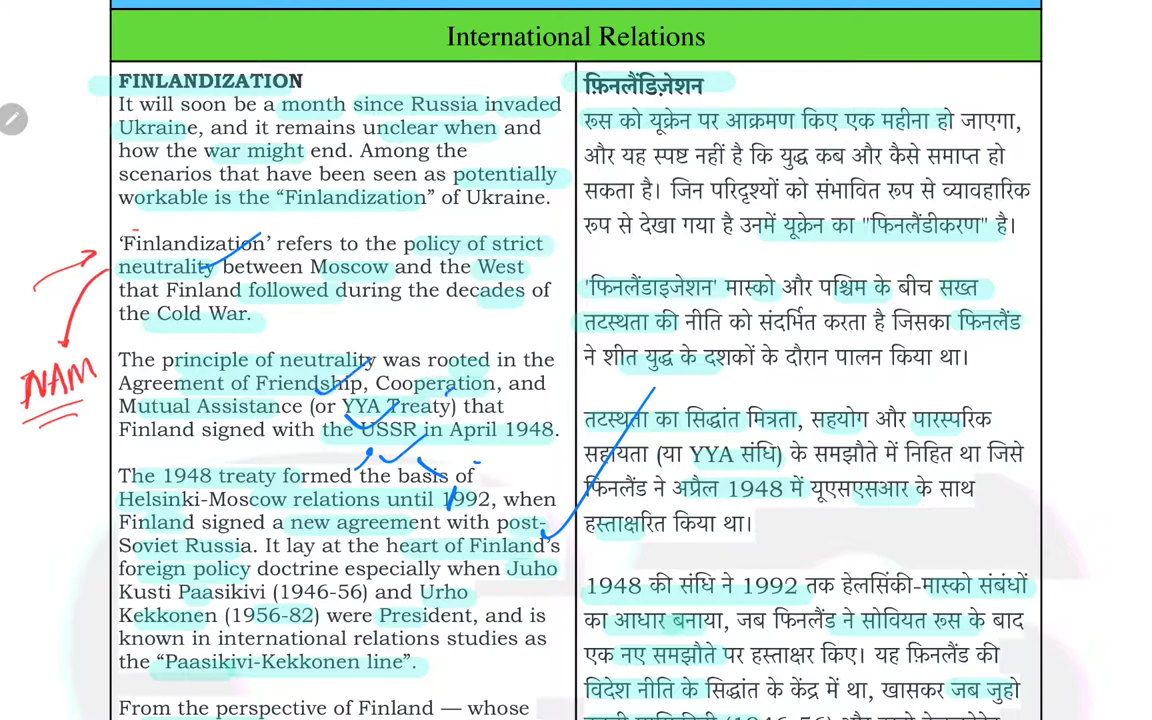 International Relations
FINLANDIZATION
It will soon be a month since Russia invaded
Ukraine, and it remains unclear when and
how the war might end. Among the
scenarios that have been seen as potentially
workable is the “Finlandization” of Ukraine.
‘Finlandization’ refers to the policy of strict
neutrality between Moscow and the West
that Finland followed during the decades of
the Cold War.
NAM
The principle of neutrality was rooted in the
Agreement of Friendship, Cooperation, and
Mutual Assistance (or YYA Treaty) that
Finland signed with the USSR in April 1948.
The 1948 treaty formed the basis of
Helsinki-Moscow relations until 1992, when
Finland signed a new agreement with post-
Soviet Russia. It lay at the heart of Finland’s
foreign policy doctrine especially when Juho
Kusti Paasikivi (1946-56) and Urho
Kekkonen (1956-82) were President, and is
known in international relations studies as
the “Paasikivi-Kekkonen line”.
From the perspective of Finland — whose
फ़िनलैंडिज़ेशन
रूस को यूक्रेन पर आक्रमण किए एक महीना हो जाएगा,
और यह स्पष्ट नहीं है कि युद्ध कब और कैसे समाप्त हो
सकता है। जिन परिदृश्यों को संभावित रूप से व्यावहारिक
रूप से देखा गया है उनमें यूक्रेन का "फिनलैंडीकरण" है।
'फिनलैंडाइजेशन' मास्को और पश्चिम के बीच सख्त
तटस्थता की नीति को संदर्भित करता है जिसका फिनलैंड
ने शीत युद्ध के दशकों के दौरान पालन किया था।
तटस्थता का सिद्धांत मित्रता, सहयोग और पारस्परिक
सहायता (या YYA संधि) के समझौते में निहित था जिसे
फिनलैंड ने अप्रैल 1948 में यूएसएसआर के साथ
हस्ताक्षरित किया था।
1948 की संधि ने 1992 तक हेलसिंकी-मास्को संबंधों
का आधार बनाया, जब फिनलैंड ने सोवियत रूस के बाद
एक नए समझौते पर हस्ताक्षर किए। यह फ़िनलैंड की
विदेश नीति के सिद्धांत के केंद्र में था, खासकर जब जुहो